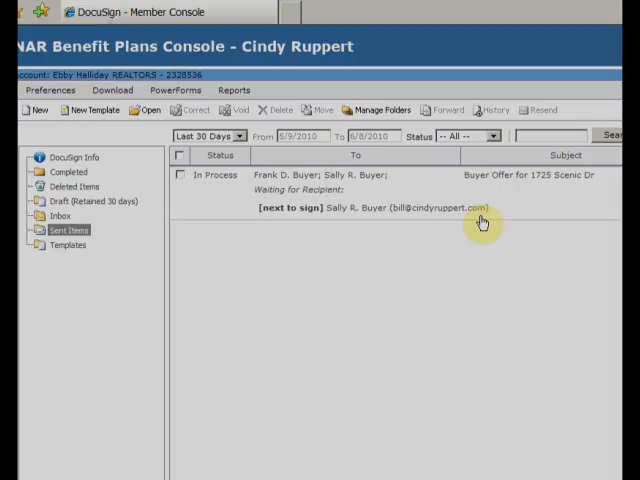 DocuSign - Member Console
NAR Benefit Plans Console - Cindy Ruppert
Account: Ebby Halliday REALTORS - 2328536
Preferences Download PowerForms Reports
New New Template Open Correct Void Delete Move Manage Folders Forward History Resend
Last 30 Days From 5/9/2010 To 6/8/2010 Status -- All -- Sear
DocuSign Info
Completed
Deleted Items
Draft (Retained 30 days)
Inbox
Sent Items
Templates
Status To Subject
In Process Frank D. Buyer; Sally R. Buyer; Buyer Offer for 1725 Scenic Dr
Waiting for Recipient:
[next to sign] Sally R. Buyer (bill@cindyruppert.com)